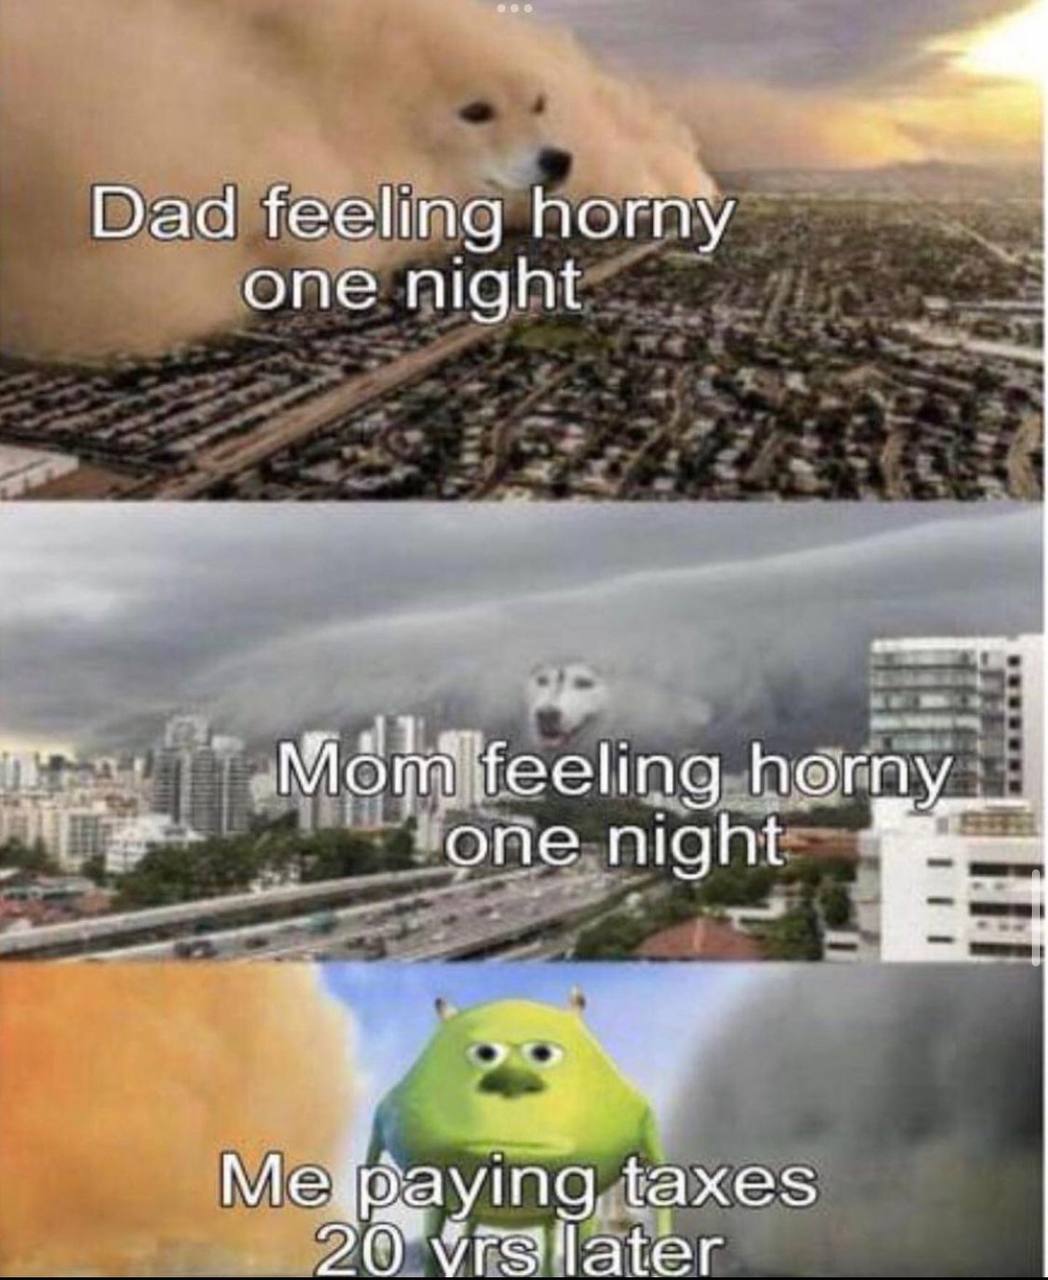 Dad feeling horny
one night
Mom feeling horny
one night
Me paying taxes
20 yrs later